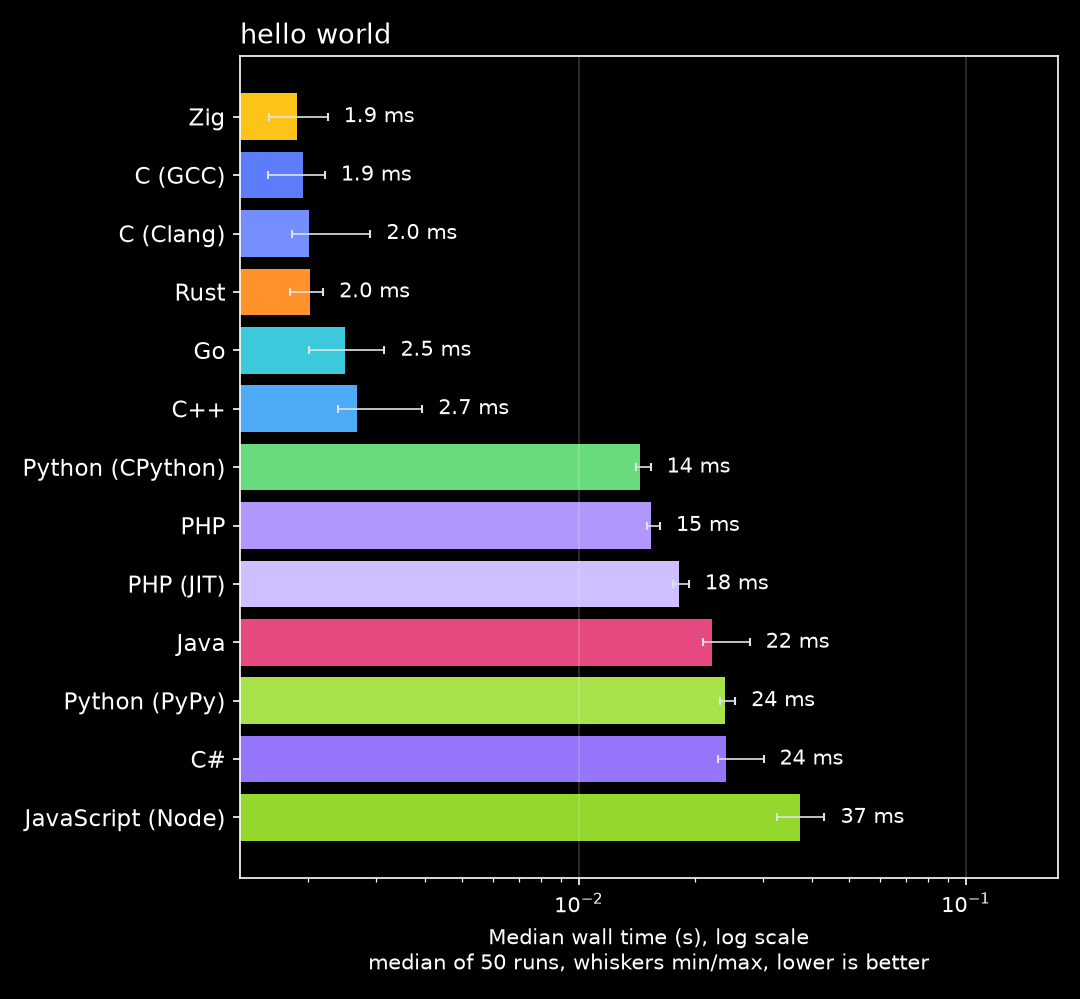 hello world
Zig 1.9 ms
C (GCC) 1.9 ms
C (Clang) 2.0 ms
Rust 2.0 ms
Go 2.5 ms
C++ 2.7 ms
Python (CPython) 14 ms
PHP 15 ms
PHP (JIT) 18 ms
Java 22 ms
Python (PyPy) 24 ms
C# 24 ms
JavaScript (Node) 37 ms
10⁻² 10⁻¹
Median wall time (s), log scale
median of 50 runs, whiskers min/max, lower is better